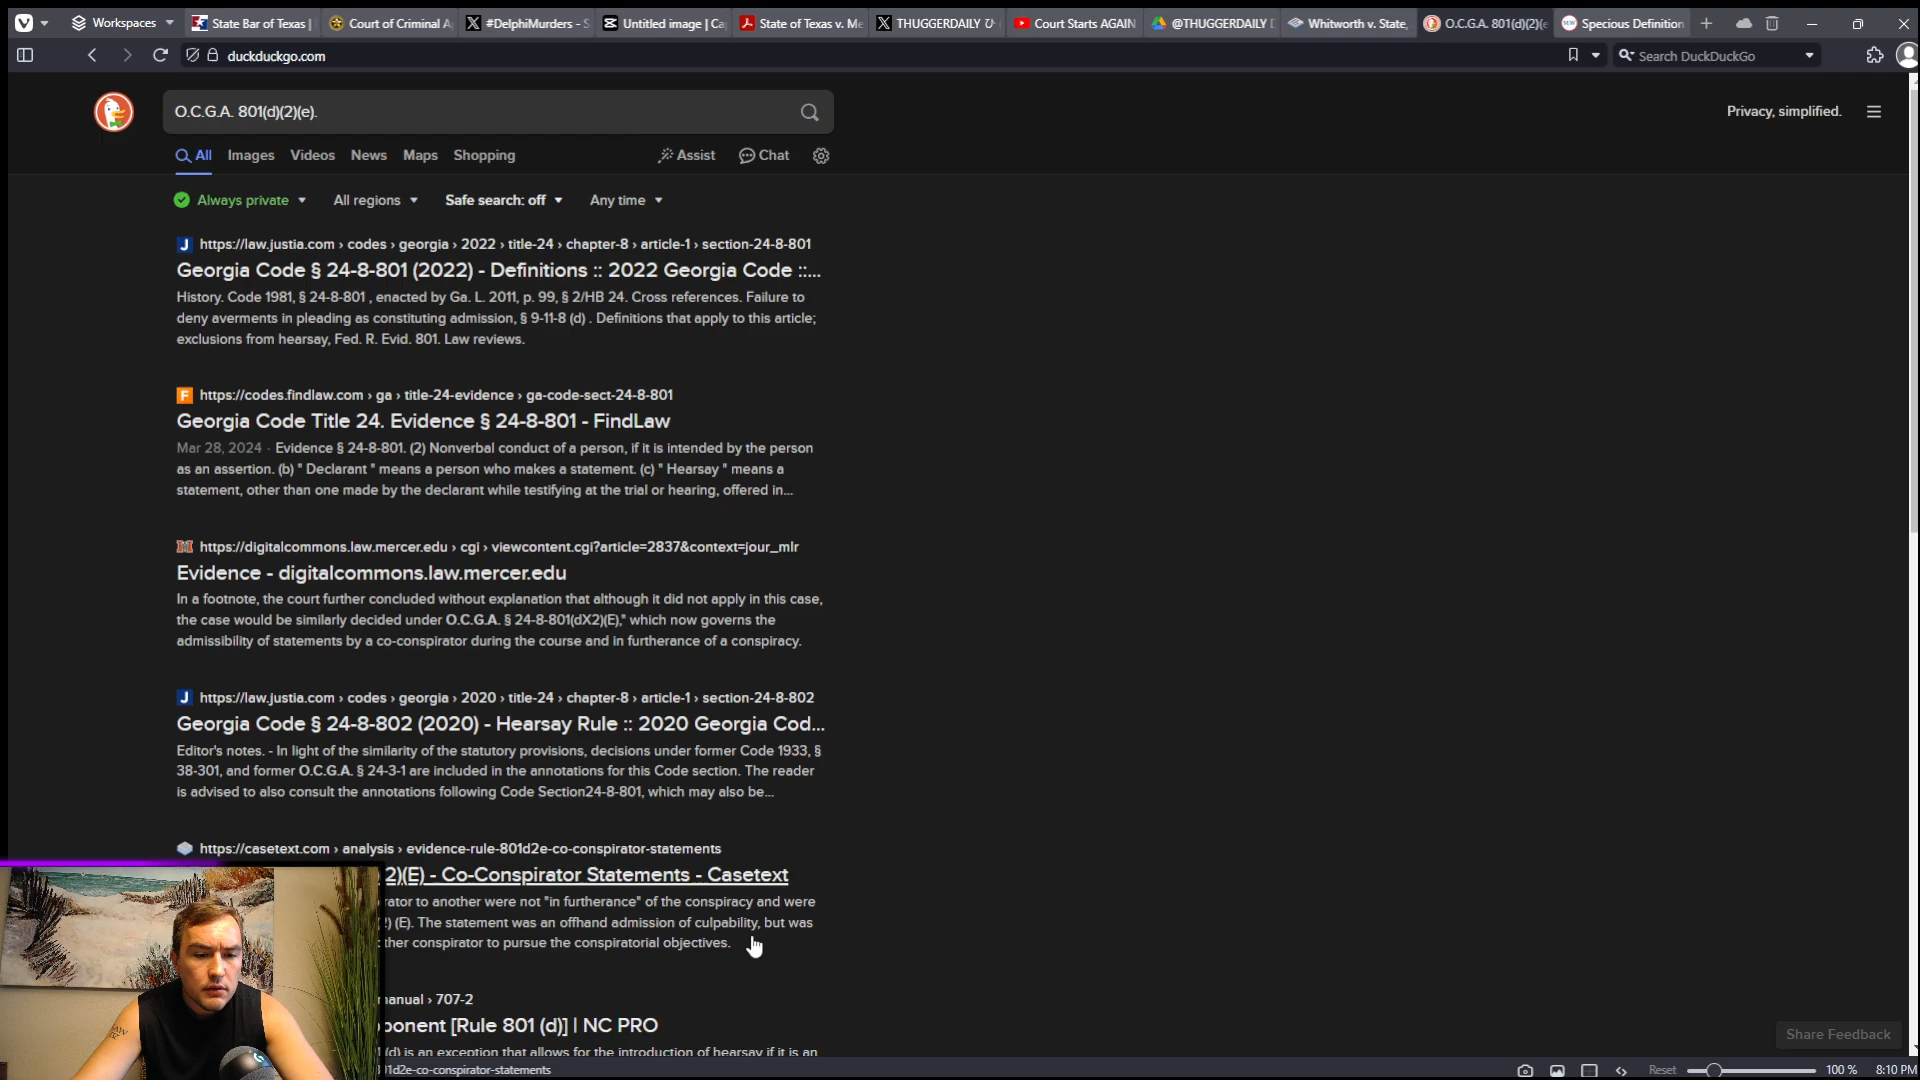 Workspaces
State Bar of Texas |
Court of Criminal A
#DelphiMurders - S
Untitled image | Ca
State of Texas v. Me
THUGGERDAILY
Court Starts AGAIN
@THUGGERDAILY
Whitworth v. State,
O.C.G.A. 801(d)(2)(e
Specious Definition
duckduckgo.com
Search DuckDuckGo
O.C.G.A. 801(d)(2)(e).
Privacy, simplified.
All
Images
Videos
News
Maps
Shopping
Assist
Chat
Always private
All regions
Safe search: off
Any time
J https://law.justia.com › codes › georgia › 2022 › title-24 › chapter-8 › article-1 › section-24-8-801
Georgia Code § 24-8-801 (2022) - Definitions :: 2022 Georgia Code ::...
History. Code 1981, § 24-8-801 , enacted by Ga. L. 2011, p. 99, § 2/HB 24. Cross references. Failure to
deny averments in pleading as constituting admission, § 9-11-8 (d) . Definitions that apply to this article;
exclusions from hearsay, Fed. R. Evid. 801. Law reviews.
F https://codes.findlaw.com › ga › title-24-evidence › ga-code-sect-24-8-801
Georgia Code Title 24. Evidence § 24-8-801 - FindLaw
Mar 28, 2024 · Evidence § 24-8-801. (2) Nonverbal conduct of a person, if it is intended by the person
as an assertion. (b) " Declarant " means a person who makes a statement. (c) " Hearsay " means a
statement, other than one made by the declarant while testifying at the trial or hearing, offered in...
https://digitalcommons.law.mercer.edu › cgi › viewcontent.cgi?article=2837&context=jour_mlr
Evidence - digitalcommons.law.mercer.edu
In a footnote, the court further concluded without explanation that although it did not apply in this case,
the case would be similarly decided under O.C.G.A. § 24-8-801(dX2)(E)," which now governs the
admissibility of statements by a co-conspirator during the course and in furtherance of a conspiracy.
J https://law.justia.com › codes › georgia › 2020 › title-24 › chapter-8 › article-1 › section-24-8-802
Georgia Code § 24-8-802 (2020) - Hearsay Rule :: 2020 Georgia Cod...
Editor's notes. - In light of the similarity of the statutory provisions, decisions under former Code 1933, §
38-301, and former O.C.G.A. § 24-3-1 are included in the annotations for this Code section. The reader
is advised to also consult the annotations following Code Section24-8-801, which may also be...
https://casetext.com › analysis › evidence-rule-801d2e-co-conspirator-statements
2)(E) - Co-Conspirator Statements - Casetext
rator to another were not "in furtherance" of the conspiracy and were
(E). The statement was an offhand admission of culpability, but was
ther conspirator to pursue the conspiratorial objectives.
manual › 707-2
ponent [Rule 801 (d)] | NC PRO
(d) is an exception that allows for the introduction of hearsay if it is an
Share Feedback
1d2e-co-conspirator-statements
Reset
100 %
8:10 PM